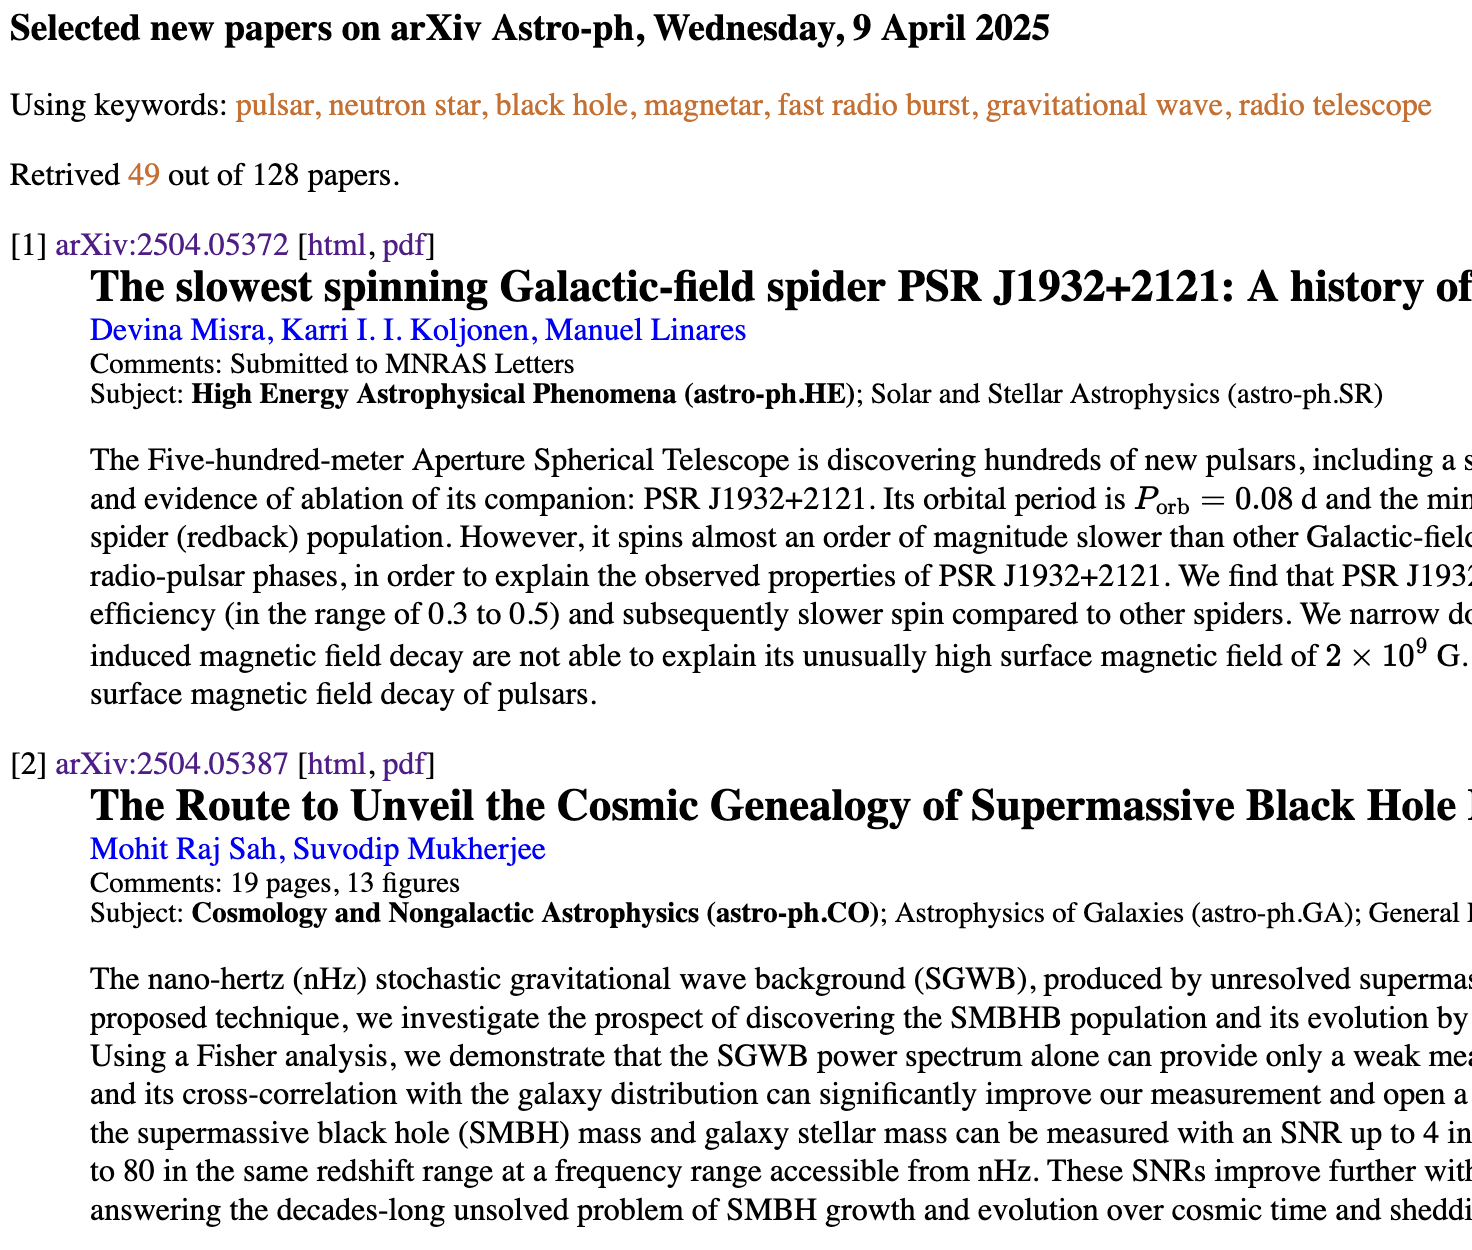 Selected new papers on arXiv Astro-ph, Wednesday, 9 April 2025
Using keywords: pulsar, neutron star, black hole, magnetar, fast radio burst, gravitational wave, radio telescope
Retrived 49 out of 128 papers.
[1] arXiv:2504.05372 [html, pdf]
The slowest spinning Galactic-field spider PSR J1932+2121: A history of
Devina Misra, Karri I. I. Koljonen, Manuel Linares
Comments: Submitted to MNRAS Letters
Subject: High Energy Astrophysical Phenomena (astro-ph.HE); Solar and Stellar Astrophysics (astro-ph.SR)
The Five-hundred-meter Aperture Spherical Telescope is discovering hundreds of new pulsars, including a
and evidence of ablation of its companion: PSR J1932+2121. Its orbital period is P_orb = 0.08 d and the
spider (redback) population. However, it spins almost an order of magnitude slower than other
radio-pulsar phases, in order to explain the observed properties of PSR J1932+2121. We find that PSR
efficiency (in the range of 0.3 to 0.5) and subsequently slower spin compared to other spiders. We narrow
induced magnetic field decay are not able to explain its unusually high surface magnetic field of 2 × 10⁹ G.
surface magnetic field decay of pulsars.
[2] arXiv:2504.05387 [html, pdf]
The Route to Unveil the Cosmic Genealogy of Supermassive Black Hole
Mohit Raj Sah, Suvodip Mukherjee
Comments: 19 pages, 13 figures
Subject: Cosmology and Nongalactic Astrophysics (astro-ph.CO); Astrophysics of Galaxies (astro-ph.GA); General
The nano-hertz (nHz) stochastic gravitational wave background (SGWB), produced by unresolved
proposed technique, we investigate the prospect of discovering the SMBHB population and its evolution by
Using a Fisher analysis, we demonstrate that the SGWB power spectrum alone can provide only a weak
and its cross-correlation with the galaxy distribution can significantly improve our measurement and open a
the supermassive black hole (SMBH) mass and galaxy stellar mass can be measured with an SNR up to 4 in
to 80 in the same redshift range at a frequency range accessible from nHz. These SNRs improve further
answering the decades-long unsolved problem of SMBH growth and evolution over cosmic time and